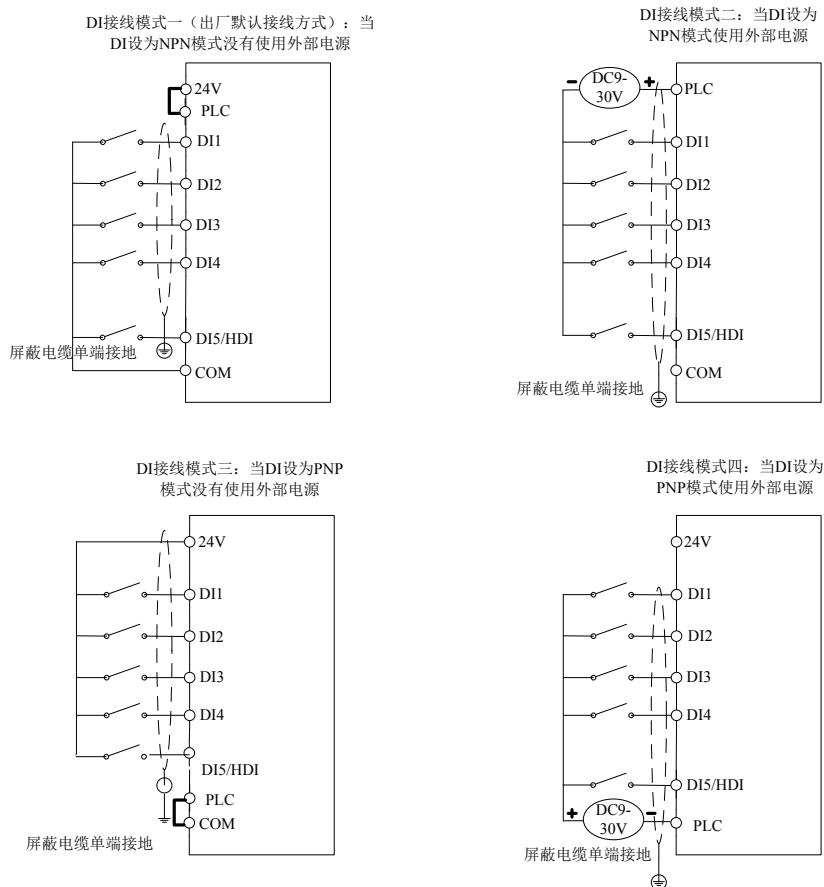 DI接线模式一（出厂默认接线方式）：当
DI设为NPN模式没有使用外部电源
24V
PLC
DI1
DI2
DI3
DI4
DI5/HDI
屏蔽电缆单端接地
COM
DI接线模式二：当DI设为
NPN模式使用外部电源
DC9-
30V
- +
PLC
DI1
DI2
DI3
DI4
DI5/HDI
COM
屏蔽电缆单端接地
DI接线模式三：当DI设为PNP
模式没有使用外部电源
24V
DI1
DI2
DI3
DI4
DI5/HDI
PLC
COM
屏蔽电缆单端接地
DI接线模式四：当DI设为
PNP模式使用外部电源
24V
DI1
DI2
DI3
DI4
DI5/HDI
+ -
DC9-
30V
PLC
屏蔽电缆单端接地